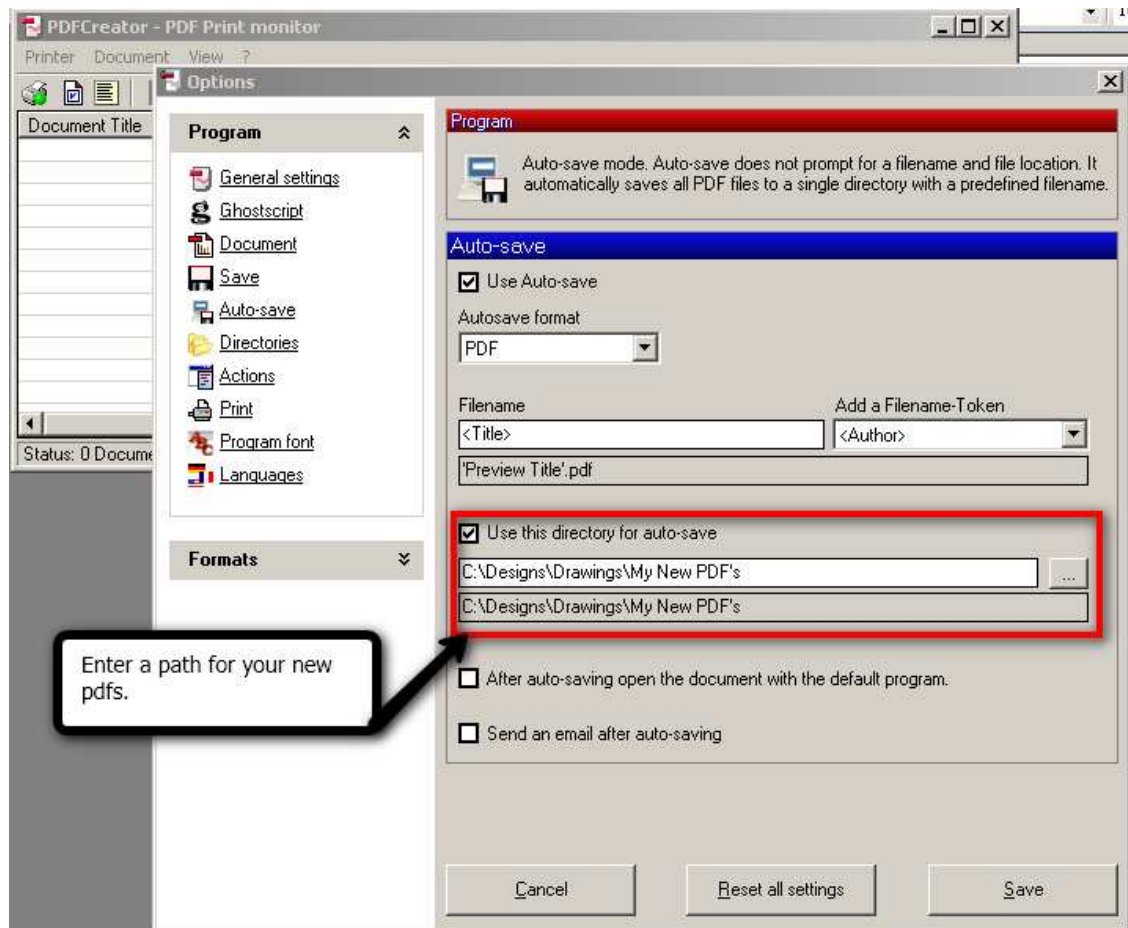 PDFCreator - PDF Print monitor
Printer Document View ?
Options
Document Title
Program
General settings
Ghostscript
Document
Save
Auto-save
Directories
Actions
Print
Program font
Languages
Formats
Status: 0 Docume
Program
Auto-save mode. Auto-save does not prompt for a filename and file location. It
automatically saves all PDF files to a single directory with a predefined filename.
Auto-save
Use Auto-save
Autosave format
PDF
Filename
Add a Filename-Token
<Title>
<Author>
'Preview Title'.pdf
Use this directory for auto-save
C:\Designs\Drawings\My New PDF's
...
C:\Designs\Drawings\My New PDF's
Enter a path for your new
pdfs.
After auto-saving open the document with the default program.
Send an email after auto-saving
Cancel
Reset all settings
Save